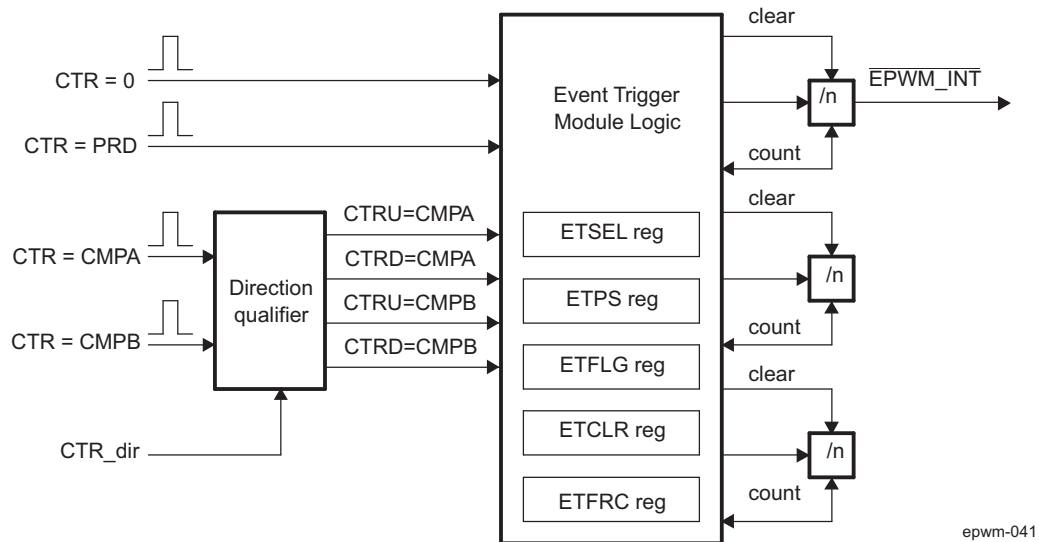 CTR = 0
CTR = PRD
CTR = CMPA
CTR = CMPB
CTR_dir
Direction
qualifier
CTRU=CMPA
CTRD=CMPA
CTRU=CMPB
CTRD=CMPB
Event Trigger
Module Logic
ETSEL reg
ETPS reg
ETFLG reg
ETCLR reg
ETFRC reg
clear
/n
count
EPWM_INT
clear
/n
count
clear
/n
count
epwm-041